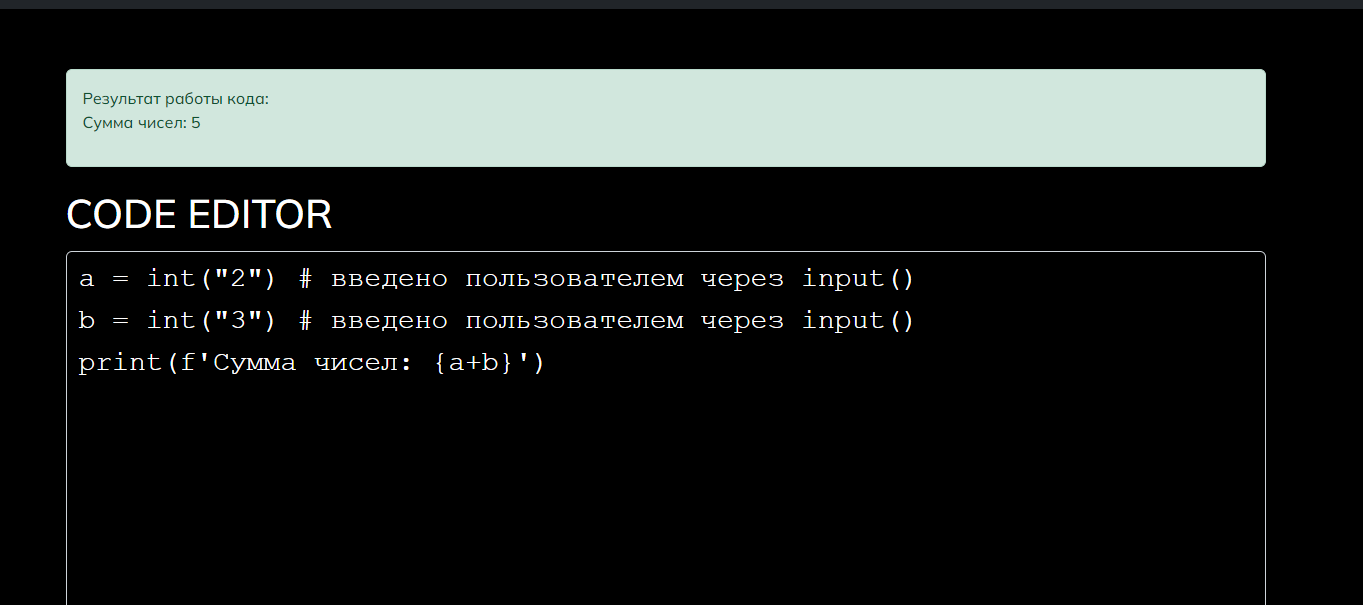 Результат работы кода:
Сумма чисел: 5
CODE EDITOR
a = int("2") # введено пользователем через input()
b = int("3") # введено пользователем через input()
print(f'Сумма чисел: {a+b}')